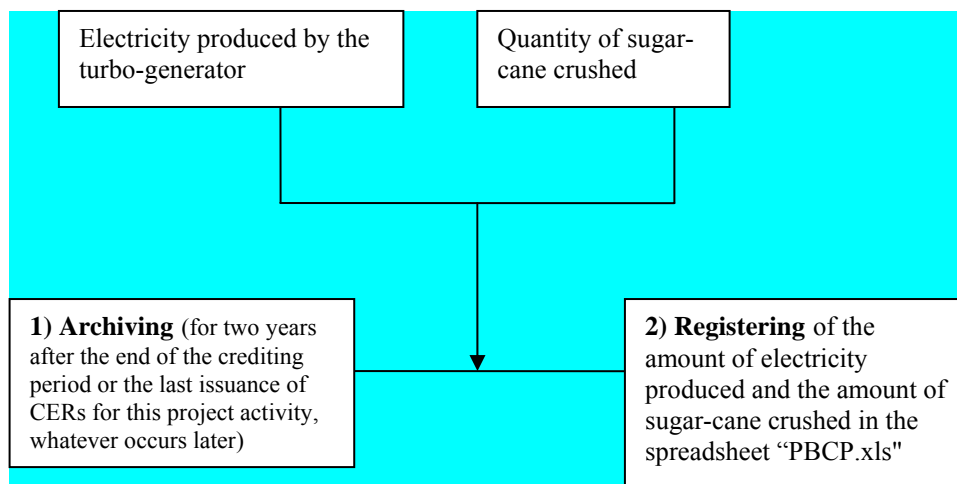 Electricity produced by the
turbo-generator
Quantity of sugar-
cane crushed
1) Archiving (for two years
after the end of the crediting
period or the last issuance of
CERs for this project activity,
whatever occurs later)
2) Registering of the
amount of electricity
produced and the amount of
sugar-cane crushed in the
spreadsheet “PBCP.xls"